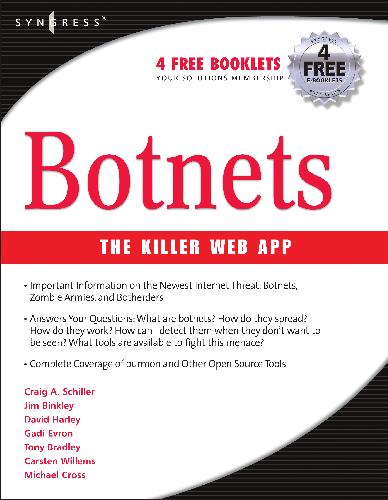 SYNGRESS
4 FREE BOOKLETS
YOUR SOLUTIONS MEMBERSHIP
4
FREE
E-BOOKLETS
Botnets
THE KILLER WEB APP
• Important Information on the Newest Internet Threat, Botnets,
Zombie Armies, and Botherders
• Answers Your Questions: What are botnets? How do they spread?
How do they work? How can I detect them when they don't want to
be seen? What tools are available to fight this menace?
• Complete Coverage of ourmon and Other Open Source Tools
Craig A. Schiller
Jim Binkley
David Harley
Gadi Evron
Tony Bradley
Carsten Willems
Michael Cross